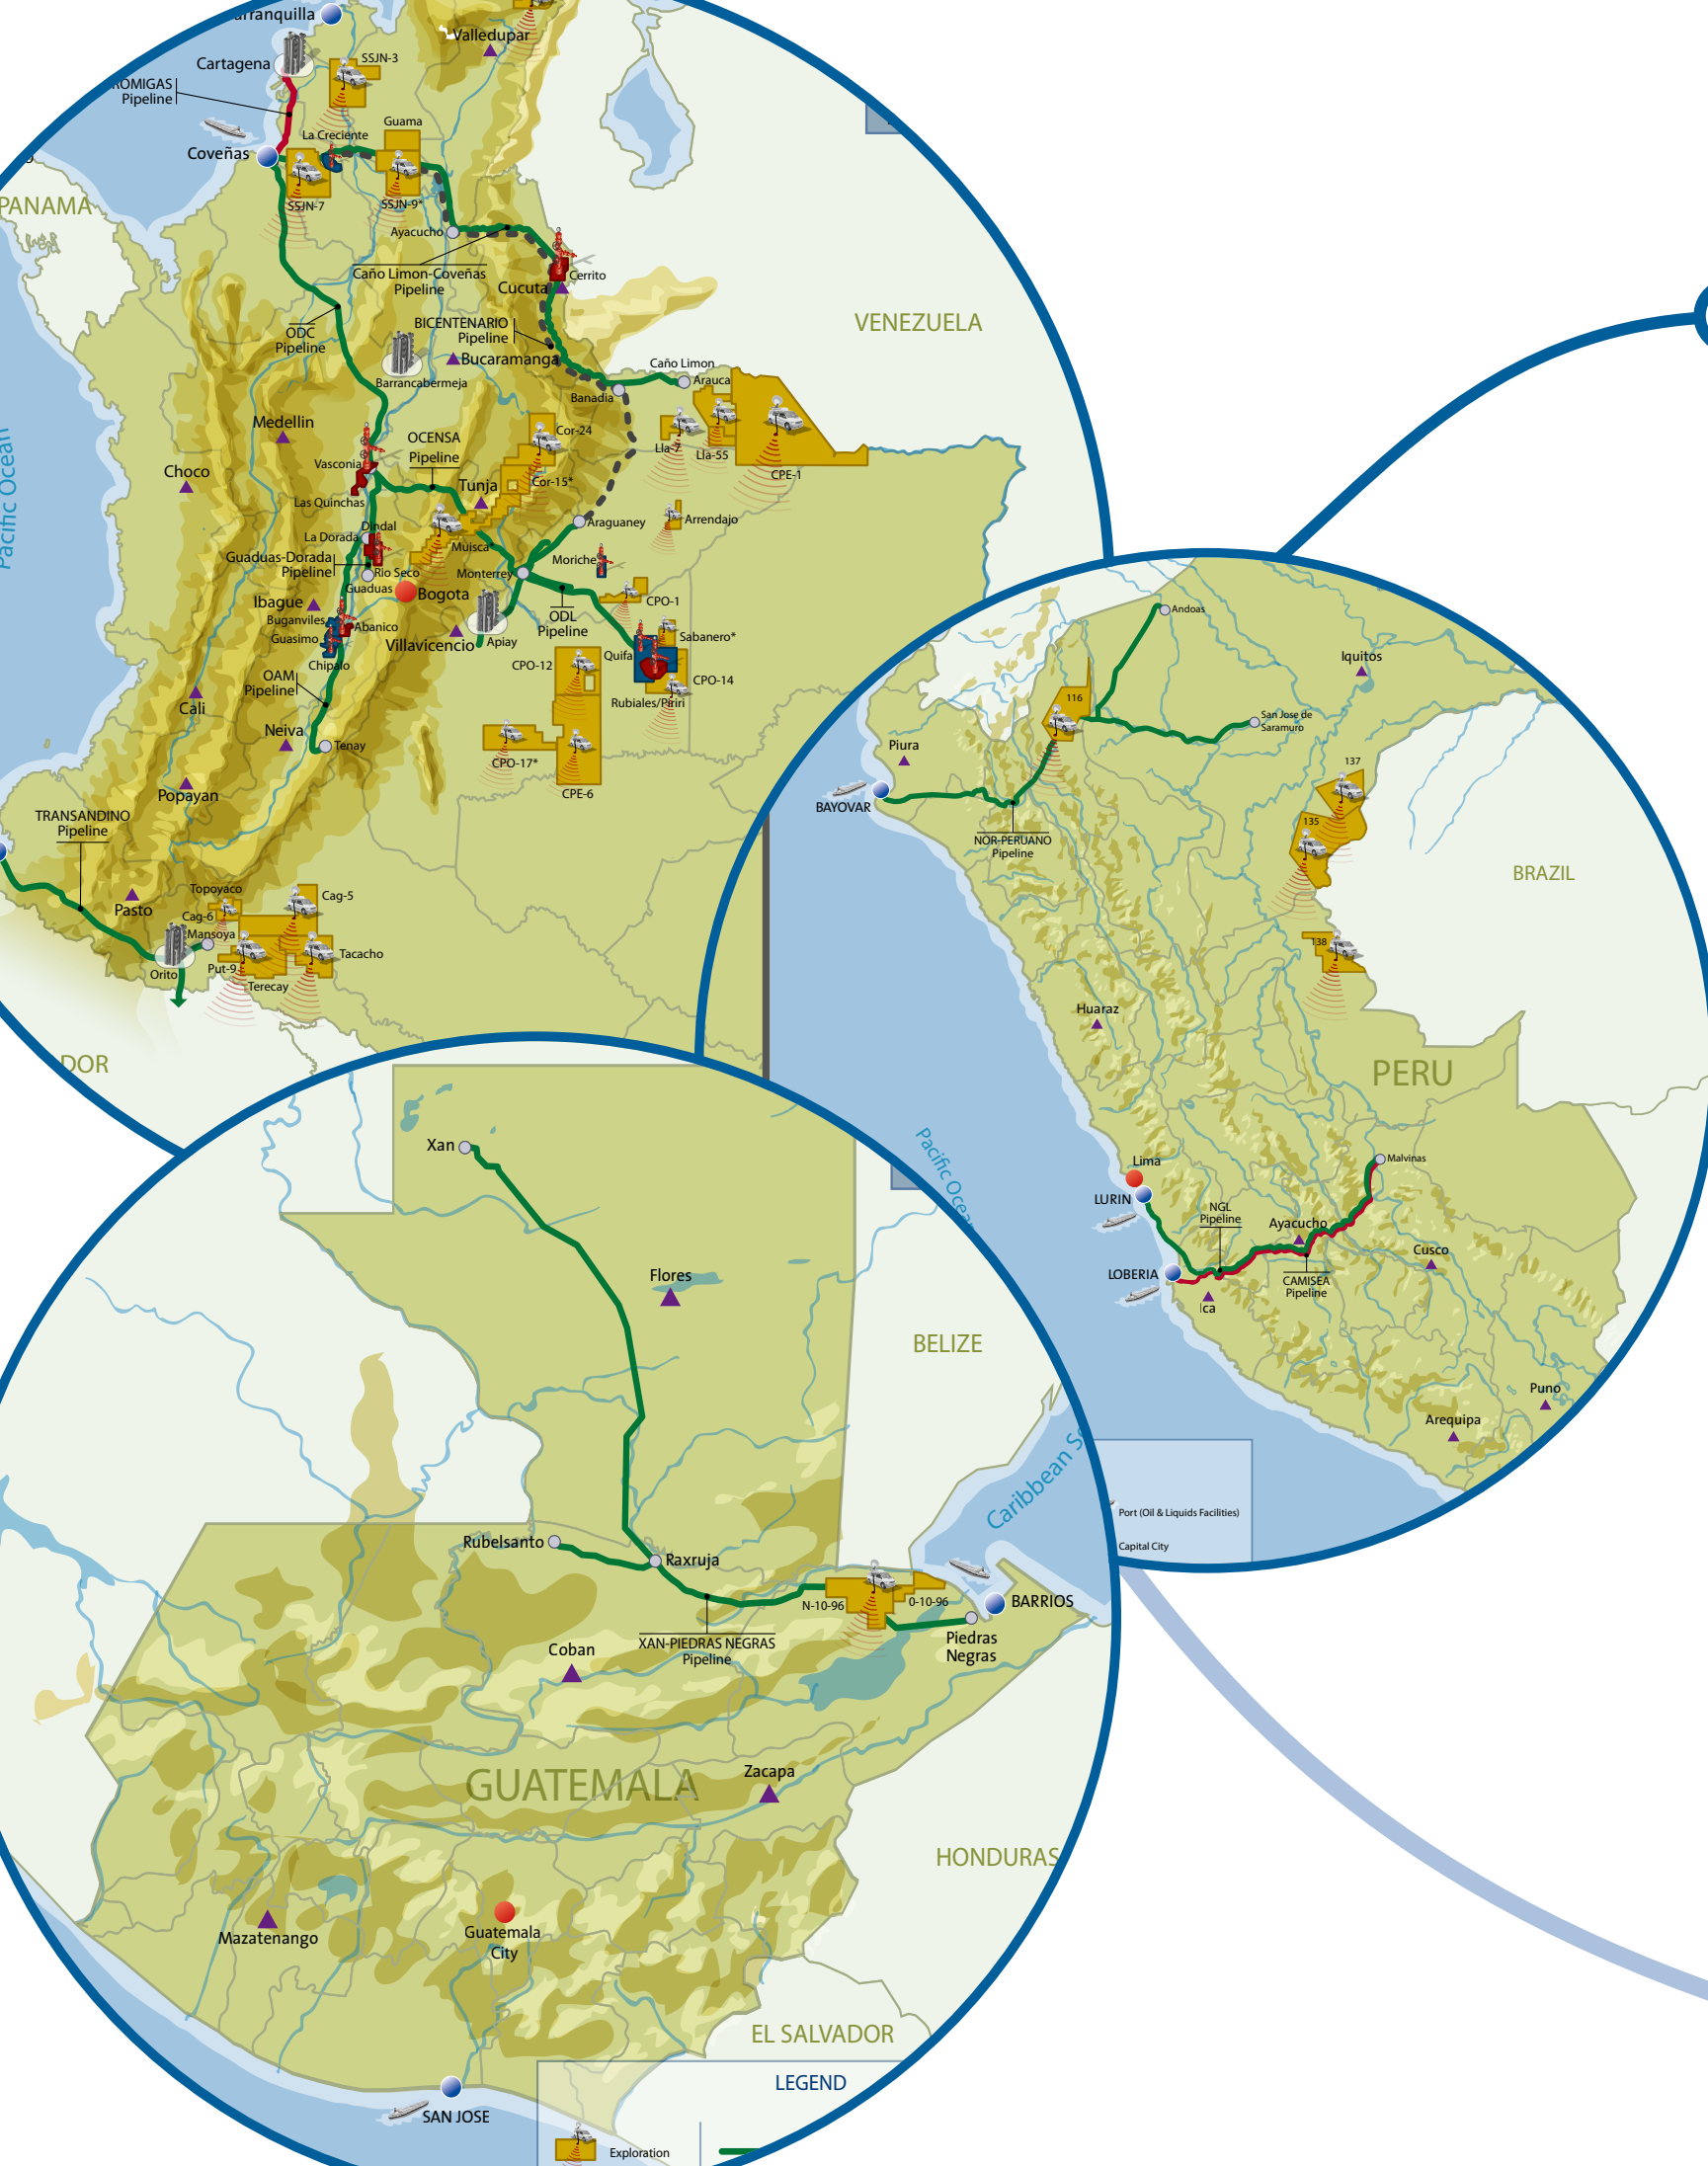 Valledupar
Cartagena
SSJN-3
Pipeline
Guama
La Creciente
Coveñas
SSJN-7
SSJN-9*
PANAMA
Ayacucho
Caño Limon-Coveñas
Pipeline
Cerrito
Cucuta
VENEZUELA
ODC
Pipeline
BICENTENARIO
Pipeline
Bucaramanga
Barrancabermeja
Caño Limon
Arauca
Banadia
Medellin
OCENSA
Pipeline
Cor-24
Lla-7
Lla-55
CPE-1
Choco
Vasconia
Tunja
Cor-15*
Las Quinchas
Pacific Ocean
Dindal
La Dorada
Araguaney
Arrendajo
Muisca*
Guaduas-Dorada
Pipeline
Rio Seco
Guaduas
Bogota
Monterrey
Moriche
CPO-1
Ibague
Buganviles
Abanico
Guasimo
Chipalo
Villavicencio
Apiay
ODL
Pipeline
Sabanero*
Quifa
CPO-12
CPO-14
Rubiales/Piriri
OAM
Pipeline
Cali
Neiva
Tenay
CPO-17*
CPE-6
Popayan
TRANSANDINO
Pipeline
Pasto
Topoyaco
Cag-5
Cag-6
Mansoya
Tacacho
Orito
Put-9
Terecay
Andoas
Iquitos
116
San Jose de
Saramuro
Piura
BAYOVAR
137
135
NOR-PERUANO
Pipeline
BRAZIL
138
Huaraz
PERU
Pacific Ocean
Lima
LURIN
Malvinas
NGL
Pipeline
Ayacucho
Cusco
LOBERIA
CAMISEA
Pipeline
Ica
Puno
Arequipa
Port (Oil & Liquids Facilities)
Capital City
Xan
Flores
BELIZE
Caribbean
Rubelsanto
Raxruja
N-10-96
0-10-96
BARRIOS
Piedras
Negras
XAN-PIEDRAS NEGRAS
Pipeline
Coban
GUATEMALA
Zacapa
HONDURAS
Mazatenango
Guatemala
City
EL SALVADOR
LEGEND
SAN JOSE
Exploration